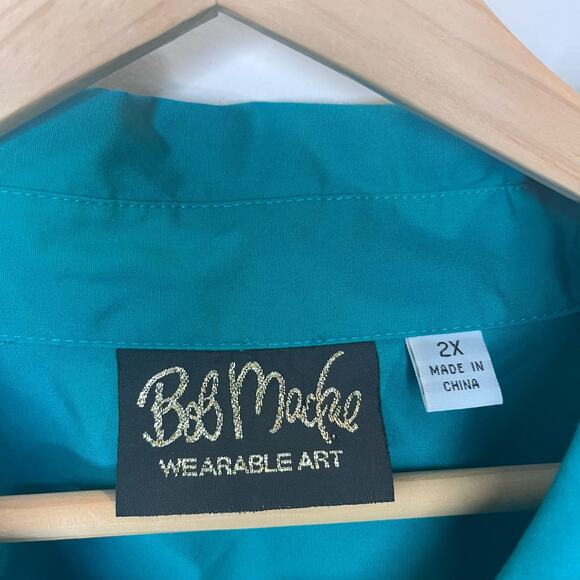 Bob Mackie
WEARABLE ART
2X
MADE IN
CHINA